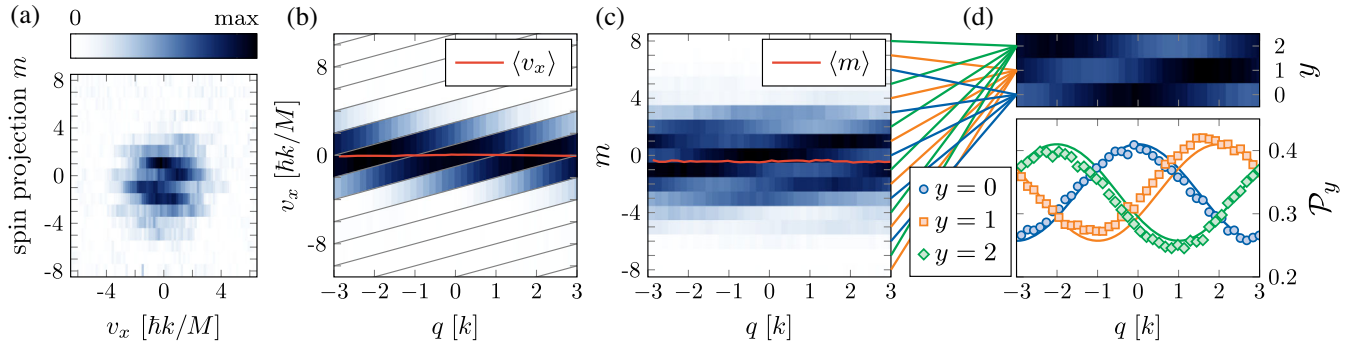 (a)
0 max
spin projection m
8
4
0
−4
−8
−4 0 4
v_x [ħk/M]
(b)
⟨v_x⟩
v_x [ħk/M]
8
0
−8
−3 −2 −1 0 1 2 3
q [k]
(c)
⟨m⟩
m
8
4
0
−4
−8
−3 −2 −1 0 1 2 3
q [k]
(d)
2
1
0
y
y = 0
y = 1
y = 2
0.4
0.3
0.2
𝒫_y
−3 −2 −1 0 1 2 3
q [k]